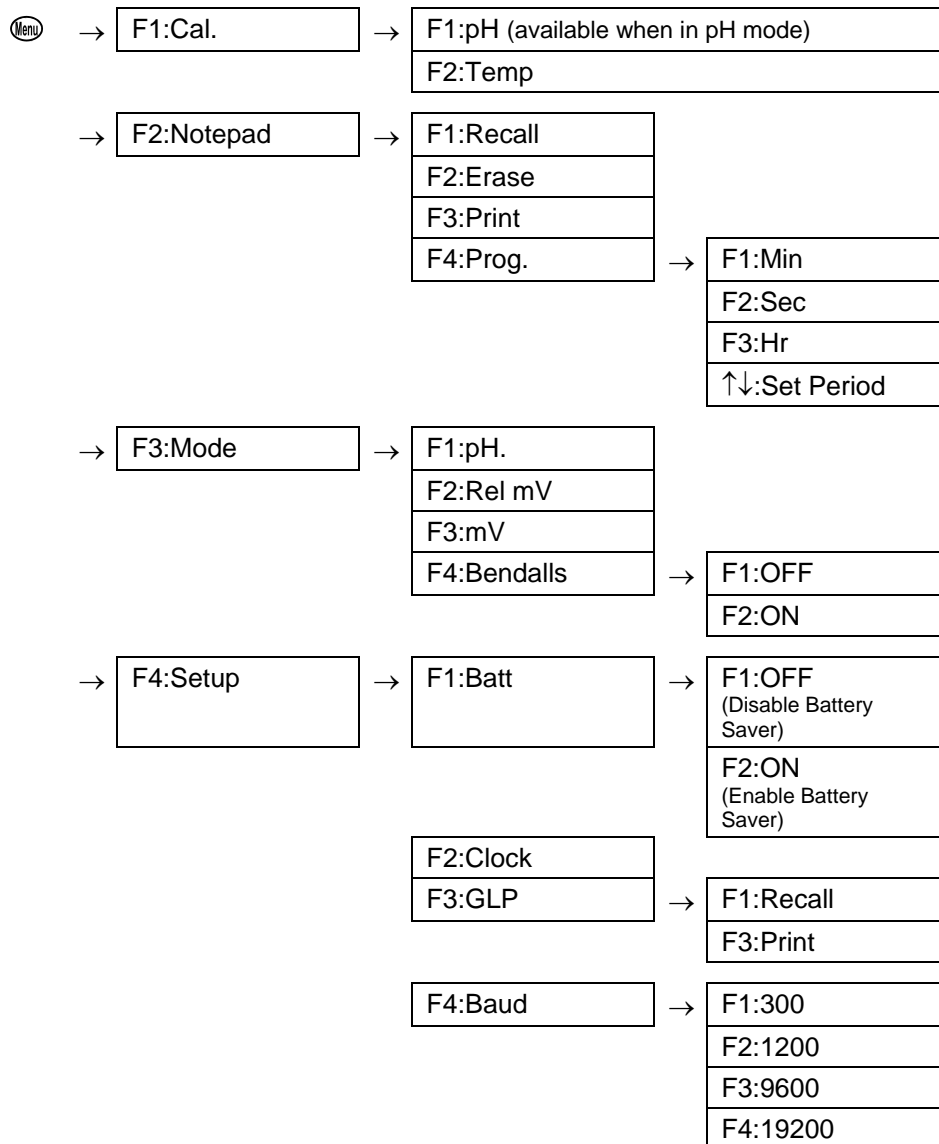 Menu → F1:Cal. → F1:pH (available when in pH mode)
F2:Temp
→ F2:Notepad → F1:Recall
F2:Erase
F3:Print
F4:Prog. → F1:Min
F2:Sec
F3:Hr
↑↓:Set Period
→ F3:Mode → F1:pH.
F2:Rel mV
F3:mV
F4:Bendalls → F1:OFF
F2:ON
→ F4:Setup → F1:Batt → F1:OFF
(Disable Battery
Saver)
F2:ON
(Enable Battery
Saver)
F2:Clock
F3:GLP → F1:Recall
F3:Print
F4:Baud → F1:300
F2:1200
F3:9600
F4:19200